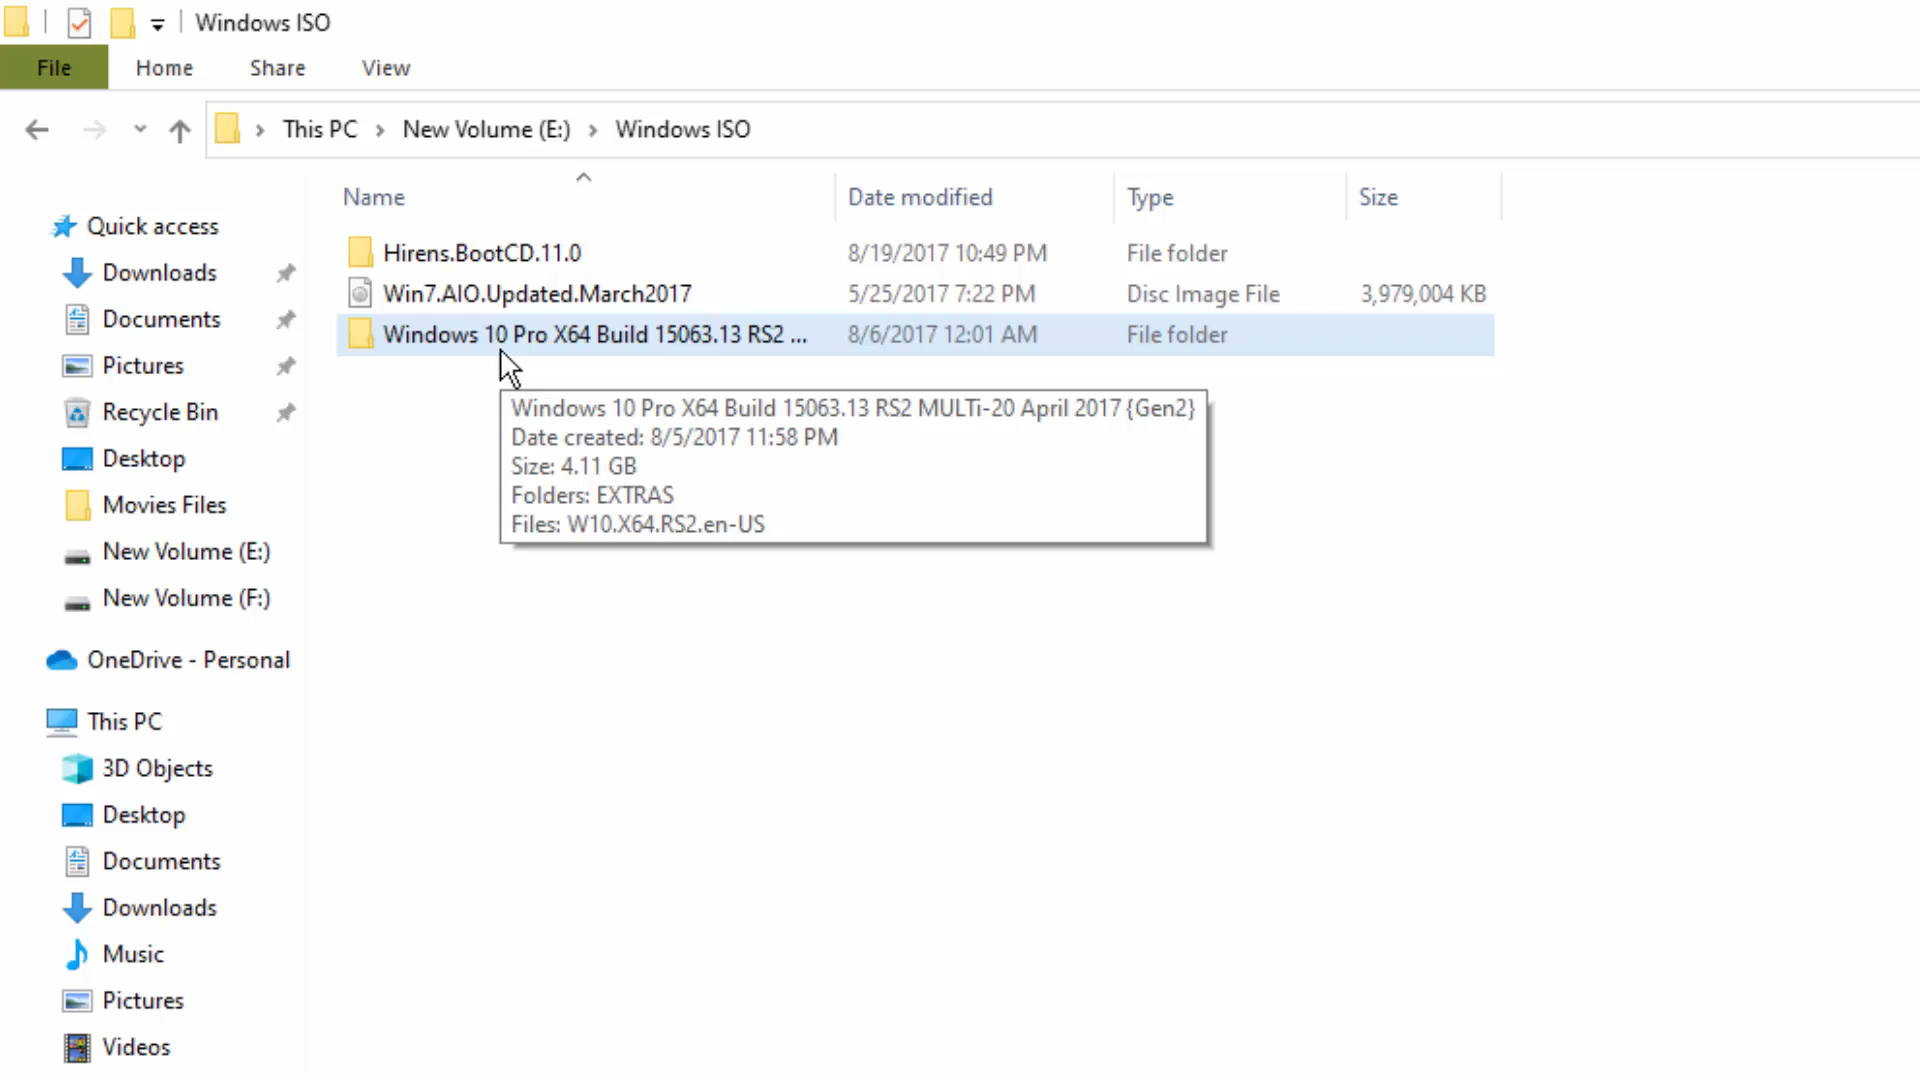 Windows ISO
File Home Share View
This PC New Volume (E:) Windows ISO
Name Date modified Type Size
Hirens.BootCD.11.0 8/19/2017 10:49 PM File folder
Win7.AIO.Updated.March2017 5/25/2017 7:22 PM Disc Image File 3,979,004 KB
Windows 10 Pro X64 Build 15063.13 RS2 ... 8/6/2017 12:01 AM File folder
Windows 10 Pro X64 Build 15063.13 RS2 MULTi-20 April 2017 {Gen2}
Date created: 8/5/2017 11:58 PM
Size: 4.11 GB
Folders: EXTRAS
Files: W10.X64.RS2.en-US
Quick access
Downloads
Documents
Pictures
Recycle Bin
Desktop
Movies Files
New Volume (E:)
New Volume (F:)
OneDrive - Personal
This PC
3D Objects
Desktop
Documents
Downloads
Music
Pictures
Videos